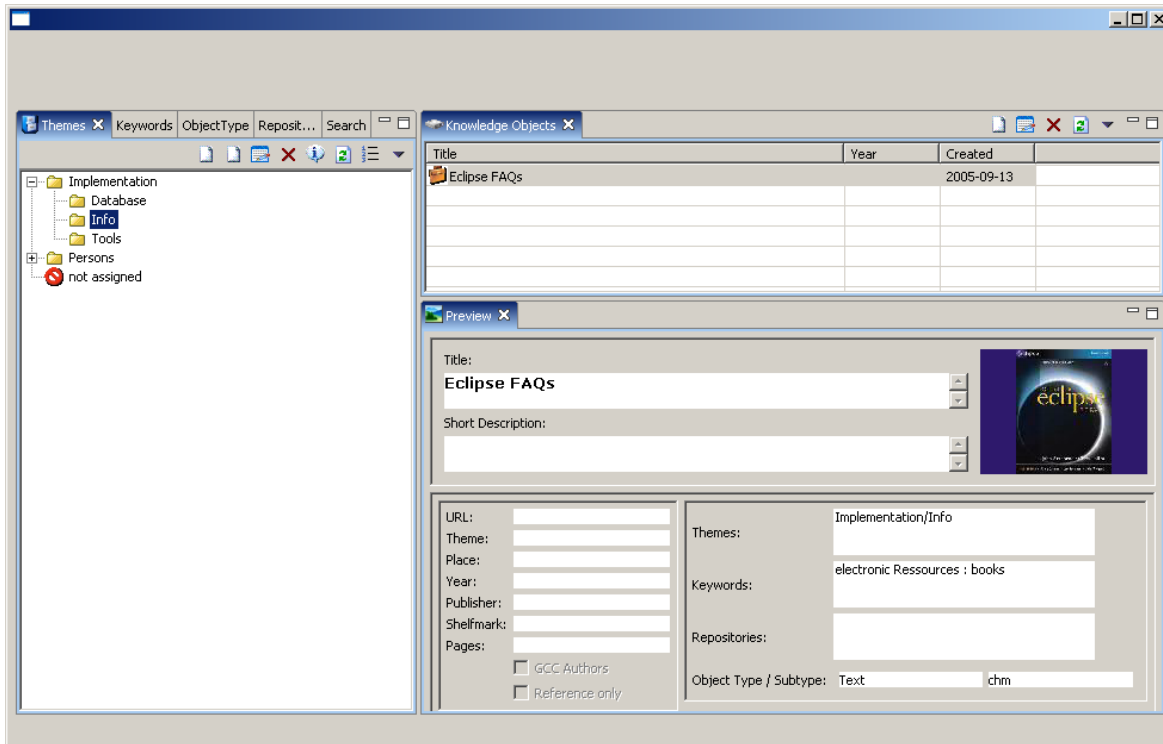 Themes Keywords ObjectType Reposit... Search
Implementation
Database
Info
Tools
Persons
not assigned
Knowledge Objects
Title Year Created
Eclipse FAQs 2005-09-13
Preview
Title:
Eclipse FAQs
Short Description:
eclipse
URL:
Theme:
Place:
Year:
Publisher:
Shelfmark:
Pages:
GCC Authors
Reference only
Themes: Implementation/Info
Keywords: electronic Ressources : books
Repositories:
Object Type / Subtype: Text chm